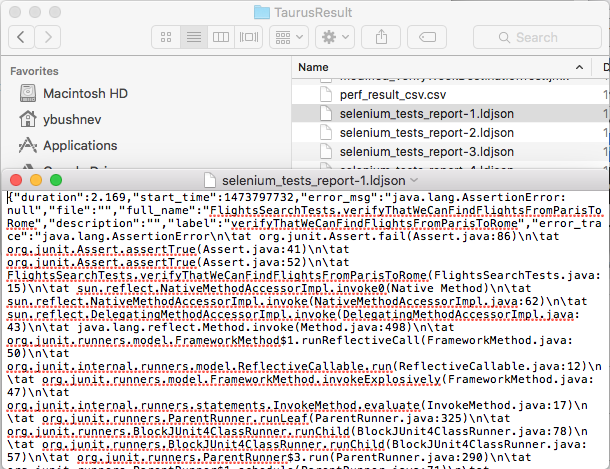 TaurusResult
Search
Favorites
Macintosh HD
ybushnev
Applications
Name
perf_result_csv.csv
selenium_tests_report-1.ldjson
selenium_tests_report-2.ldjson
selenium_tests_report-3.ldjson
selenium_tests_report-4.ldjson
selenium_tests_report-1.ldjson
{"duration":2.169,"start_time":1473797732,"error_msg":"java.lang.AssertionError:
null","file":"","full_name":"FlightsSearchTests.verifyThatWeCanFindFlightsFromParisTo
Rome","description":"","label":"verifyThatWeCanFindFlightsFromParisToRome","error_tra
ce":"java.lang.AssertionError\n\tat org.junit.Assert.fail(Assert.java:86)\n\tat
org.junit.Assert.assertTrue(Assert.java:41)\n\tat
org.junit.Assert.assertTrue(Assert.java:52)\n\tat
FlightsSearchTests.verifyThatWeCanFindFlightsFromParisToRome(FlightsSearchTests.java:
15)\n\tat sun.reflect.NativeMethodAccessorImpl.invoke0(Native Method)\n\tat
sun.reflect.NativeMethodAccessorImpl.invoke(NativeMethodAccessorImpl.java:62)\n\tat
sun.reflect.DelegatingMethodAccessorImpl.invoke(DelegatingMethodAccessorImpl.java:
43)\n\tat java.lang.reflect.Method.invoke(Method.java:498)\n\tat
org.junit.runners.model.FrameworkMethod$1.runReflectiveCall(FrameworkMethod.java:
50)\n\tat
org.junit.internal.runners.model.ReflectiveCallable.run(ReflectiveCallable.java:12)\n
\tat org.junit.runners.model.FrameworkMethod.invokeExplosively(FrameworkMethod.java:
47)\n\tat
org.junit.internal.runners.statements.InvokeMethod.evaluate(InvokeMethod.java:17)\n
\tat org.junit.runners.ParentRunner.runLeaf(ParentRunner.java:325)\n\tat
org.junit.runners.BlockJUnit4ClassRunner.runChild(BlockJUnit4ClassRunner.java:78)\n
\tat org.junit.runners.BlockJUnit4ClassRunner.runChild(BlockJUnit4ClassRunner.java:
57)\n\tat org.junit.runners.ParentRunner$3.run(ParentRunner.java:290)\n\tat